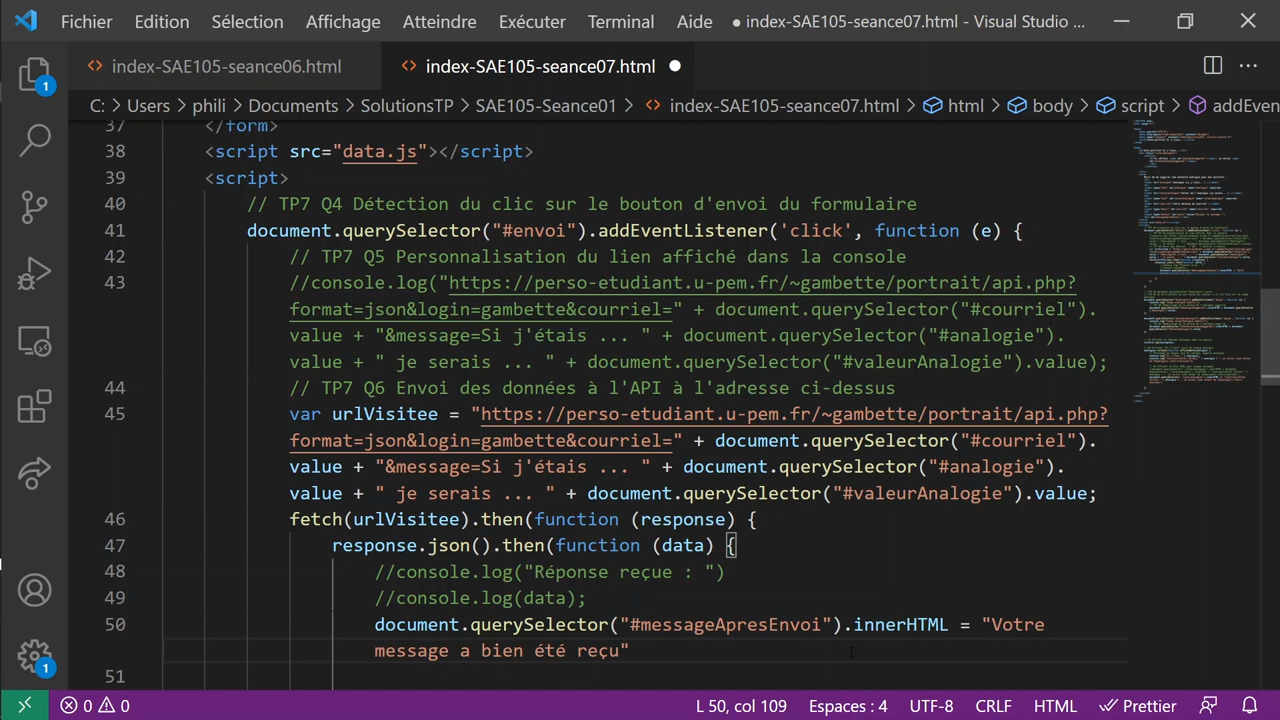 Fichier Edition Sélection Affichage Atteindre Exécuter Terminal Aide ● index-SAE105-seance07.html - Visual Studio ...
index-SAE105-seance06.html index-SAE105-seance07.html
C: > Users > phili > Documents > SolutionsTP > SAE105-Seance01 > index-SAE105-seance07.html > html > body > script > addEven
37 </form>
38 <script src="data.js"></script>
39 <script>
40 // TP7 Q4 Détection du clic sur le bouton d'envoi du formulaire
41 document.querySelector("#envoi").addEventListener('click', function (e) {
42 // TP7 Q5 Personnalisation du lien affiché dans la console
43 //console.log("https://perso-etudiant.u-pem.fr/~gambette/portrait/api.php?
format=json&login=gambette&courriel=" + document.querySelector("#courriel").
value + "&message=Si j'étais ... " + document.querySelector("#analogie").
value + " je serais ... " + document.querySelector("#valeurAnalogie").value);
44 // TP7 Q6 Envoi des données à l'API à l'adresse ci-dessus
45 var urlVisitee = "https://perso-etudiant.u-pem.fr/~gambette/portrait/api.php?
format=json&login=gambette&courriel=" + document.querySelector("#courriel").
value + "&message=Si j'étais ... " + document.querySelector("#analogie").
value + " je serais ... " + document.querySelector("#valeurAnalogie").value;
46 fetch(urlVisitee).then(function (response) {
47 response.json().then(function (data) {
48 //console.log("Réponse reçue : ")
49 //console.log(data);
50 document.querySelector("#messageApresEnvoi").innerHTML = "Votre
message a bien été reçu"
51
1
1
0 0 L 50, col 109 Espaces : 4 UTF-8 CRLF HTML Prettier